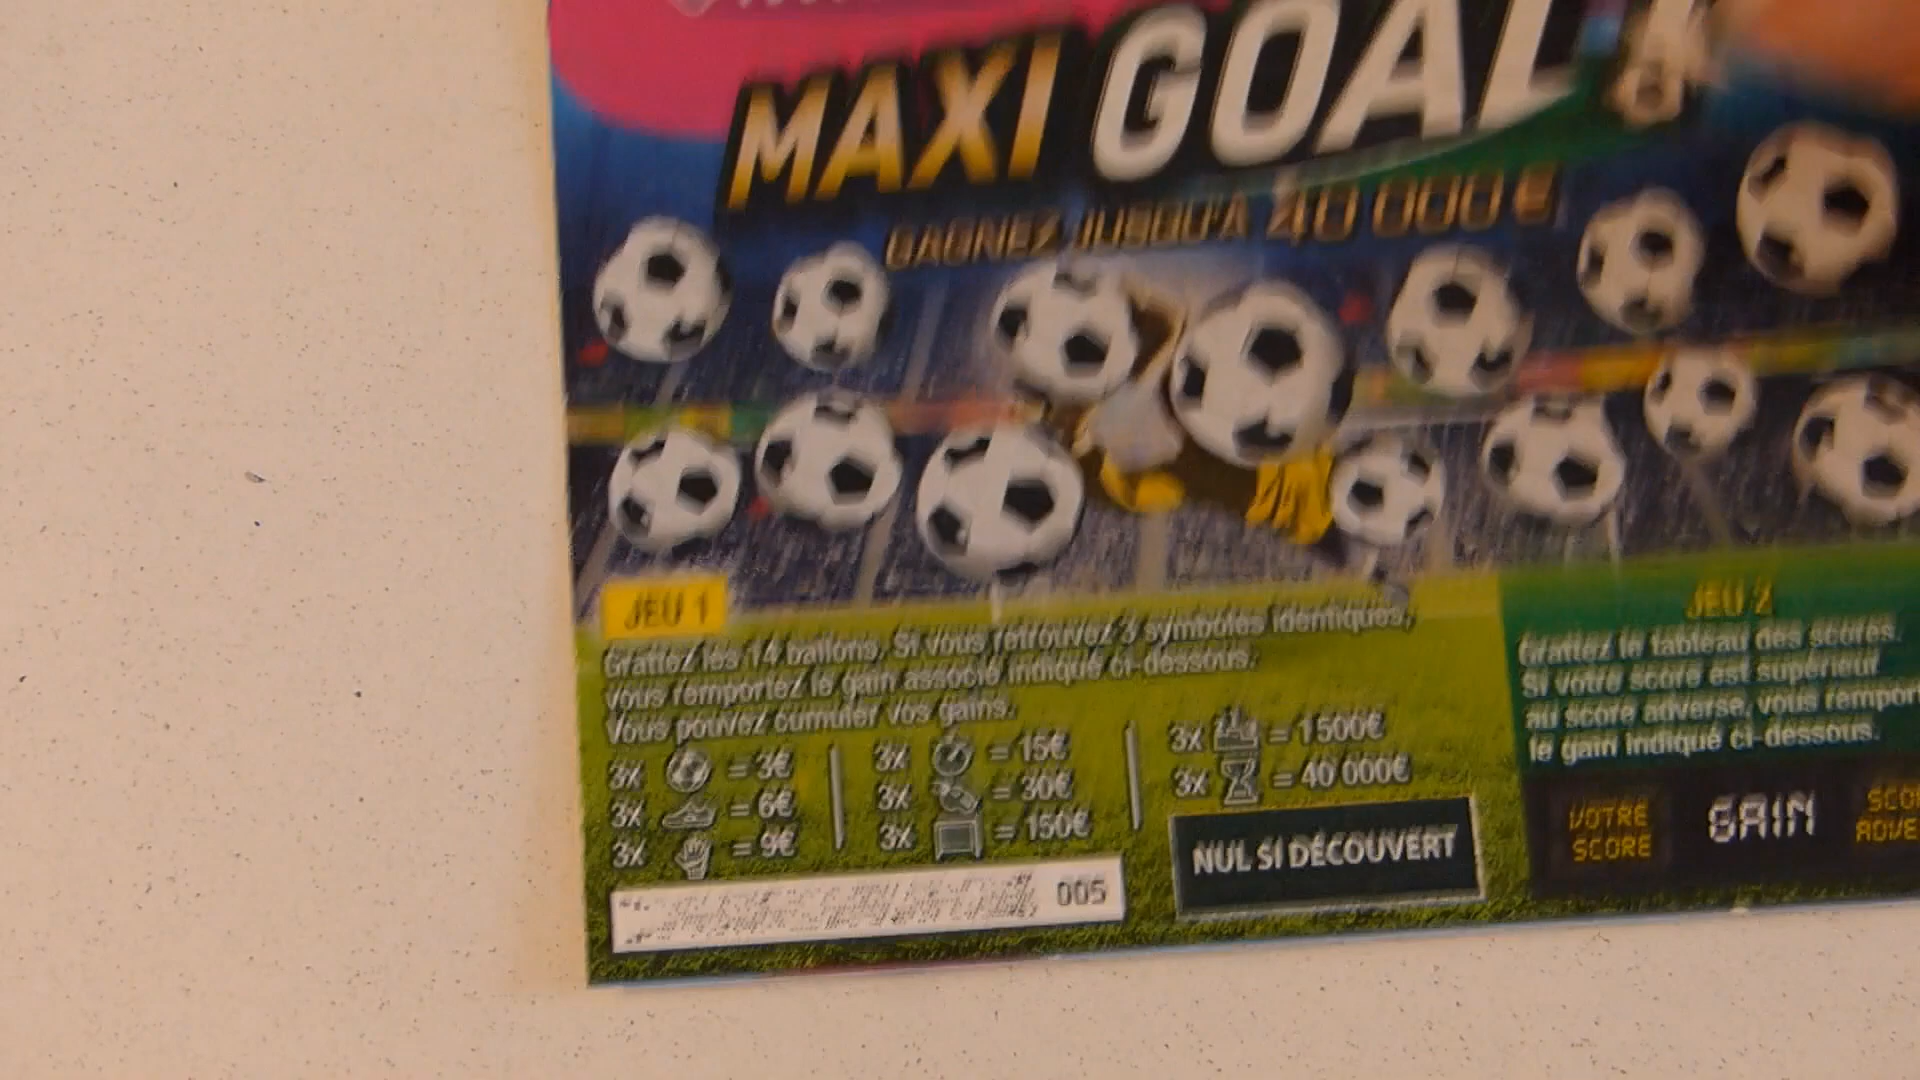 MAXI GOAL
GAGNEZ JUSQU'À 40 000 €
JEU 1
Grattez les 14 ballons. Si vous retrouvez 3 symboles identiques,
vous remportez le gain associé indiqué ci-dessous.
Vous pouvez cumuler vos gains.
3x = 3€
3x = 6€
3x = 9€
3x = 15€
3x = 30€
3x = 150€
3x = 1500€
3x = 40 000€
NUL SI DÉCOUVERT
005
JEU 2
Grattez le tableau des scores.
Si votre score est supérieur
au score adverse, vous rempor
le gain indiqué ci-dessous.
VOTRE
SCORE
GAIN
SCO
ADVE